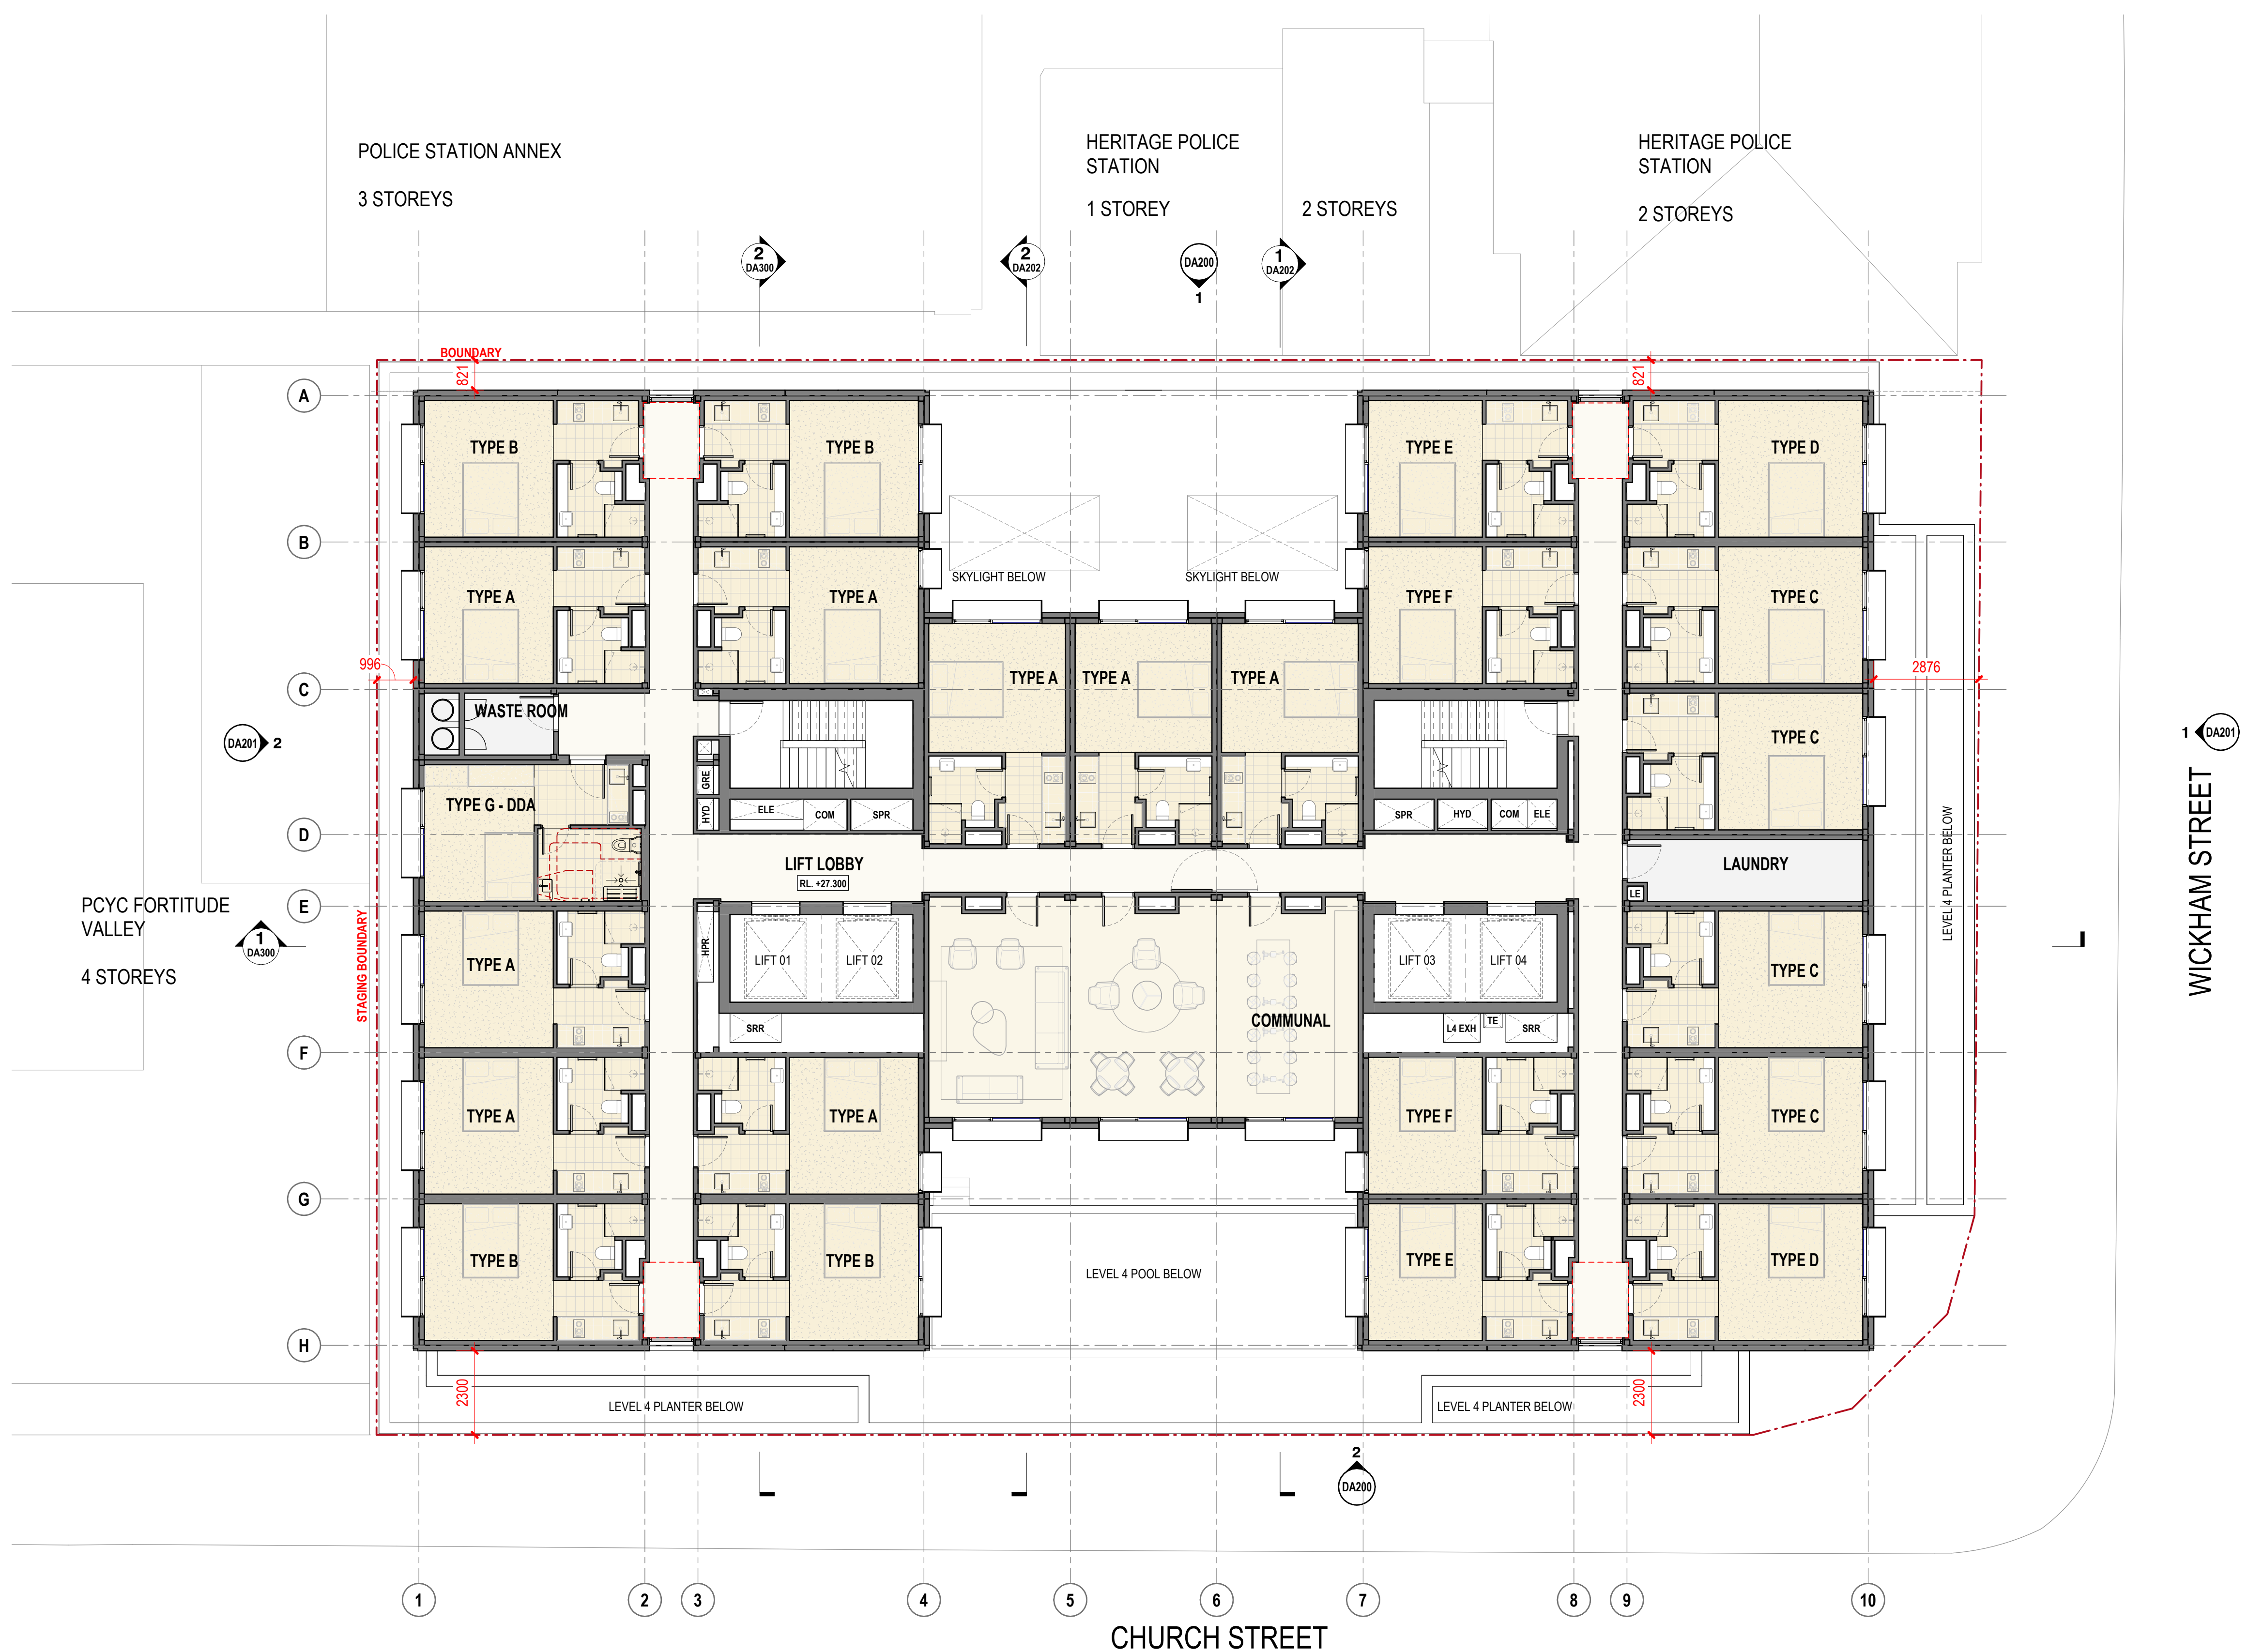 POLICE STATION ANNEX
3 STOREYS
HERITAGE POLICE
STATION
1 STOREY
2 STOREYS
HERITAGE POLICE
STATION
2 STOREYS
2
DA300
2
DA202
DA200
1
1
DA202
BOUNDARY
821
821
A
TYPE B
TYPE B
TYPE E
TYPE D
B
SKYLIGHT BELOW
SKYLIGHT BELOW
TYPE A
TYPE A
TYPE F
TYPE C
996
2876
C
TYPE A
TYPE A
TYPE A
WASTE ROOM
DA201
2
TYPE C
1
DA201
WICKHAM STREET
TYPE G - DDA
GRE
HYD
ELE
COM
SPR
SPR
HYD
COM
ELE
D
LEVEL 4 PLANTER BELOW
LIFT LOBBY
RL. +27.300
LAUNDRY
LE
E
PCYC FORTITUDE
VALLEY
4 STOREYS
1
DA300
STAGING BOUNDARY
TYPE A
HPR
LIFT 01
LIFT 02
LIFT 03
LIFT 04
TYPE C
COMMUNAL
SRR
L4 EXH
TE
SRR
F
TYPE A
TYPE A
TYPE F
TYPE C
G
TYPE B
TYPE B
LEVEL 4 POOL BELOW
TYPE E
TYPE D
H
2300
2300
LEVEL 4 PLANTER BELOW
LEVEL 4 PLANTER BELOW
2
DA200
1
2
3
4
5
6
7
8
9
10
CHURCH STREET